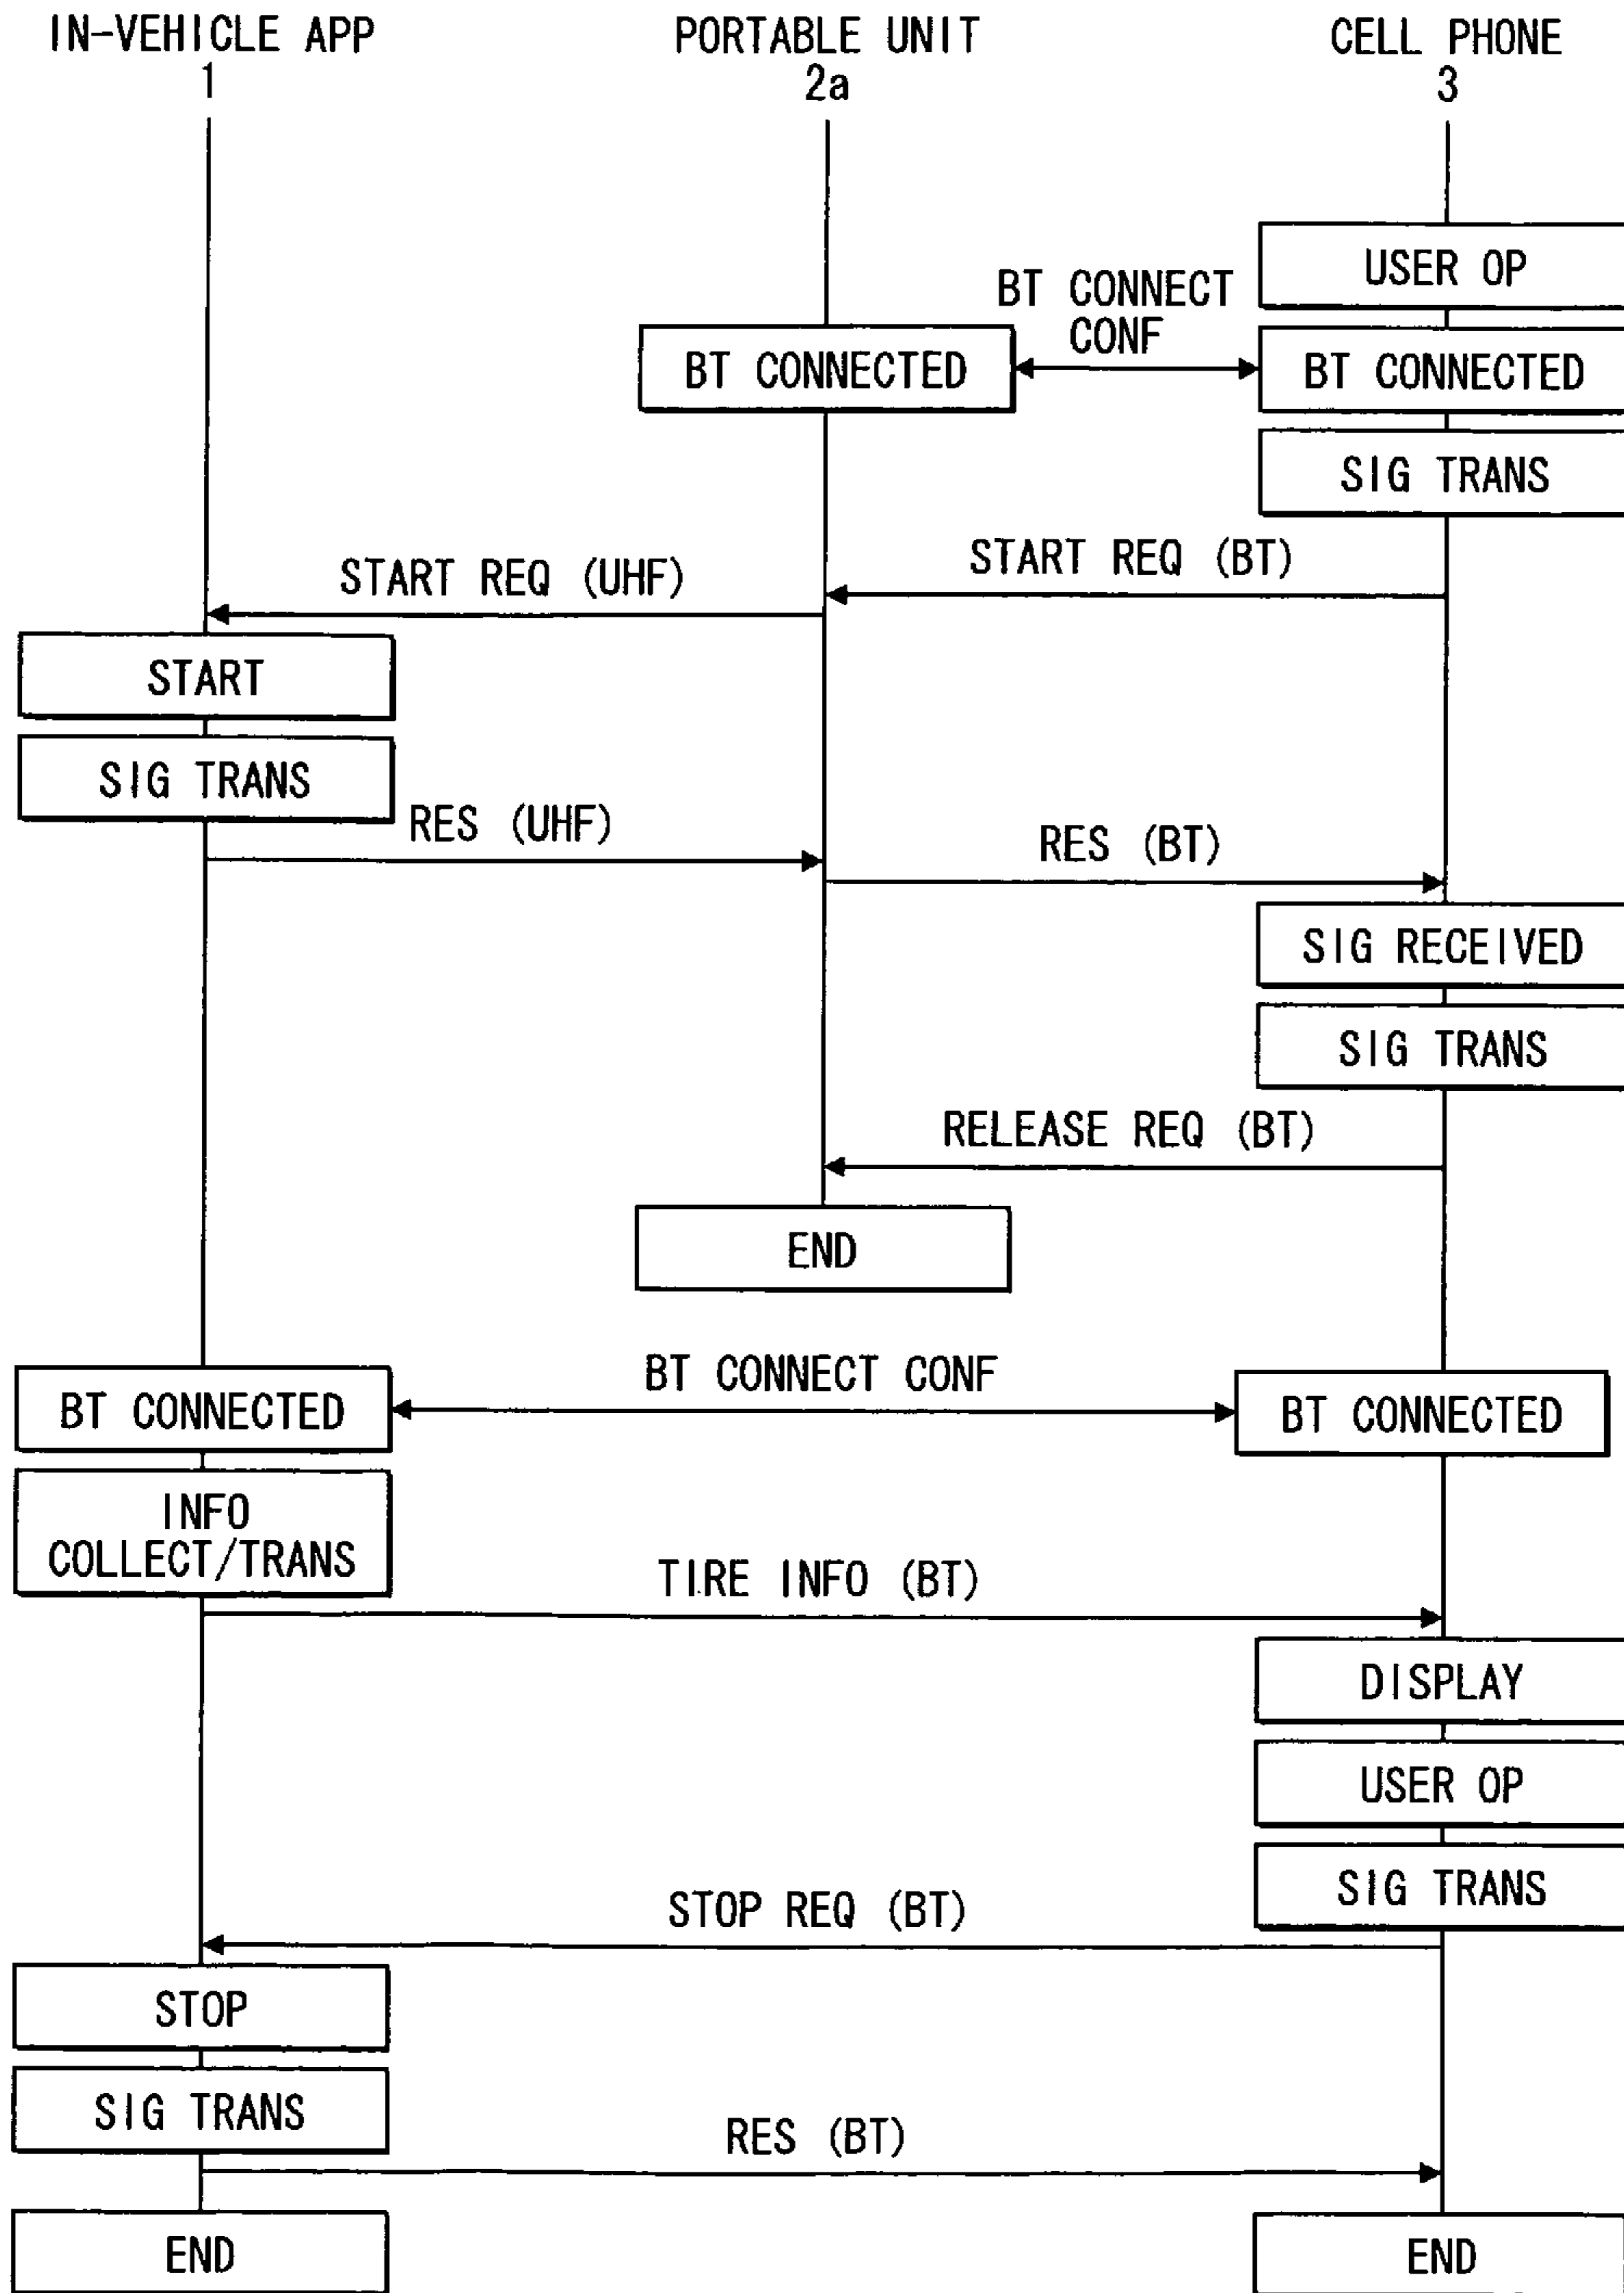 IN-VEHICLE APP
1
PORTABLE UNIT
2a
CELL PHONE
3
USER OP
BT CONNECT
CONF
BT CONNECTED
BT CONNECTED
SIG TRANS
START REQ (BT)
START REQ (UHF)
START
SIG TRANS
RES (UHF)
RES (BT)
SIG RECEIVED
SIG TRANS
RELEASE REQ (BT)
END
BT CONNECTED
BT CONNECT CONF
BT CONNECTED
INFO
COLLECT/TRANS
TIRE INFO (BT)
DISPLAY
USER OP
SIG TRANS
STOP REQ (BT)
STOP
SIG TRANS
RES (BT)
END
END